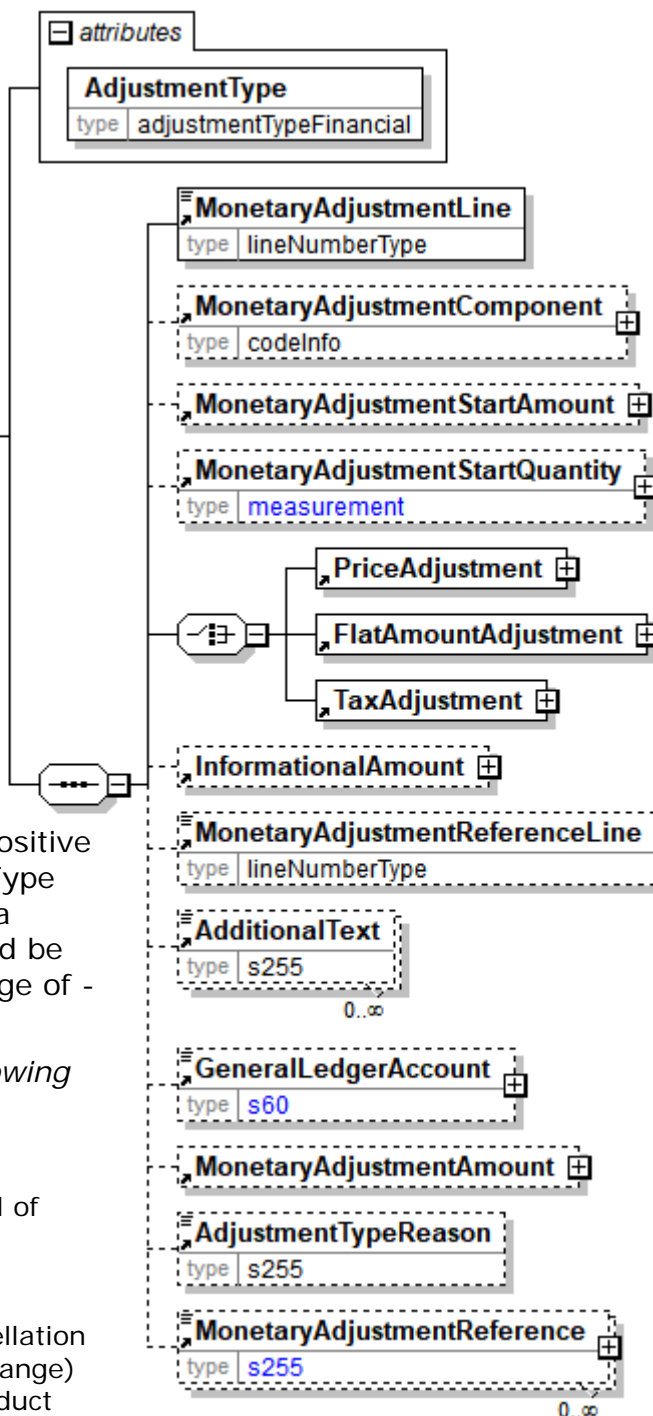 attributes
AdjustmentType
type adjustmentTypeFinancial
MonetaryAdjustmentLine
type lineNumberType
MonetaryAdjustmentComponent
type codeInfo
MonetaryAdjustmentStartAmount
MonetaryAdjustmentStartQuantity
type measurement
PriceAdjustment
FlatAmountAdjustment
TaxAdjustment
InformationalAmount
MonetaryAdjustmentReferenceLine
type lineNumberType
AdditionalText
type s255
0..∞
GeneralLedgerAccount
type s60
MonetaryAdjustmentAmount
AdjustmentTypeReason
type s255
MonetaryAdjustmentReference
type s255
0..∞
ositive
a
d be
ge of -
owing
of
ellation
ange)
duct